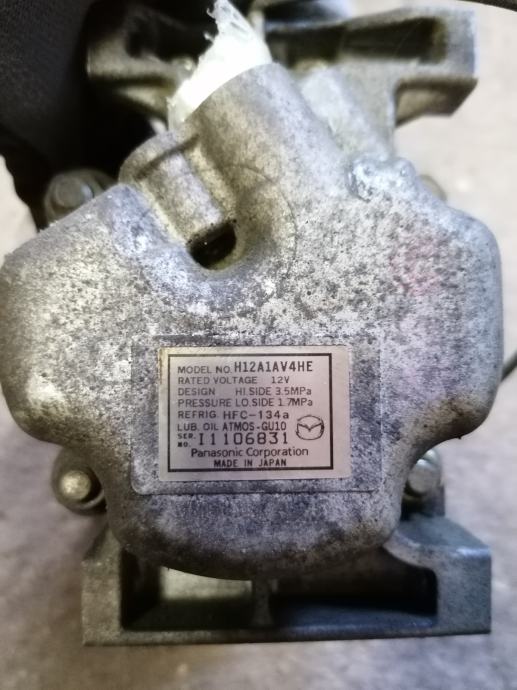 MODEL NO. H12A1AV4HE
RATED VOLTAGE 12V
DESIGN HI.SIDE 3.5MPa
PRESSURE LO.SIDE 1.7MPa
REFRIG. HFC-134a
LUB. OIL ATMOS-GU10
SER. NO. I1106831
Panasonic Corporation
MADE IN JAPAN